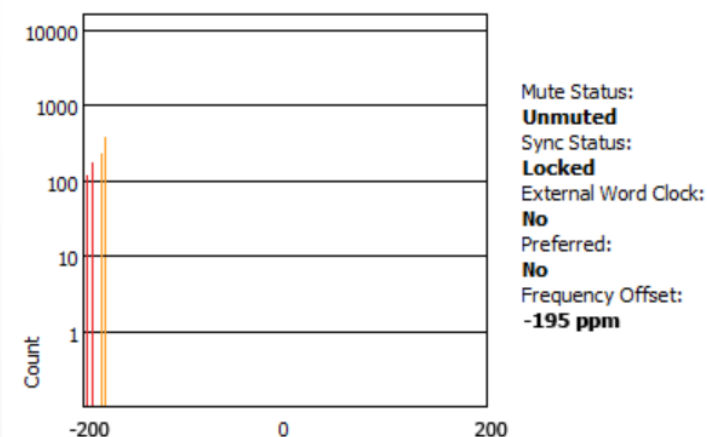 10000
1000
100
10
1
Count
-200
0
200
Mute Status:
Unmuted
Sync Status:
Locked
External Word Clock:
No
Preferred:
No
Frequency Offset:
-195 ppm